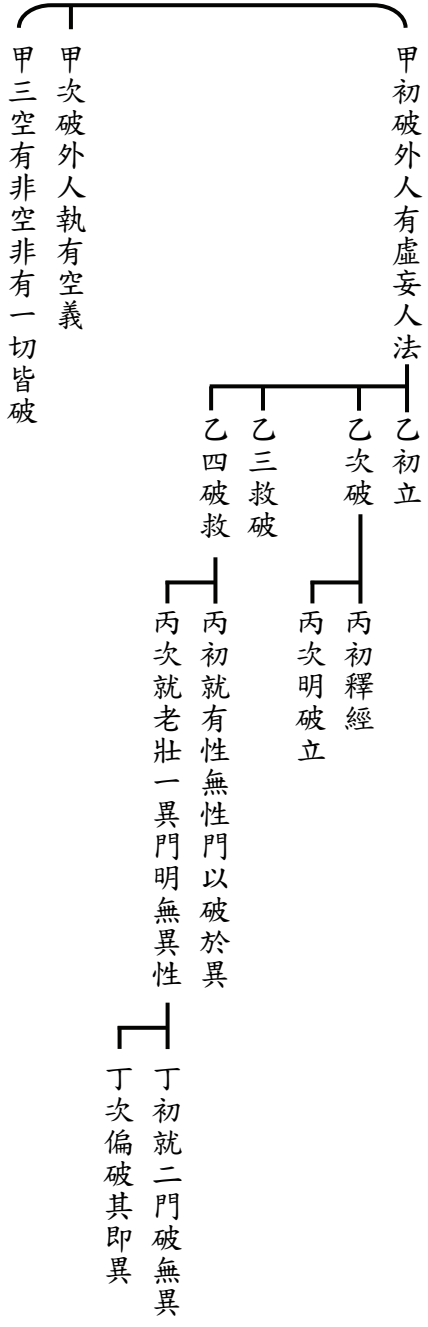 甲初破外人有虛妄人法
乙初立
乙次破
丙初釋經
丙次明破立
乙三救破
乙四破救
丙初就有性無性門以破於異
丙次就老壯一異門明無異性
丁初就二門破無異
丁次偏破其即異
甲次破外人執有空義
甲三空有非空非有一切皆破